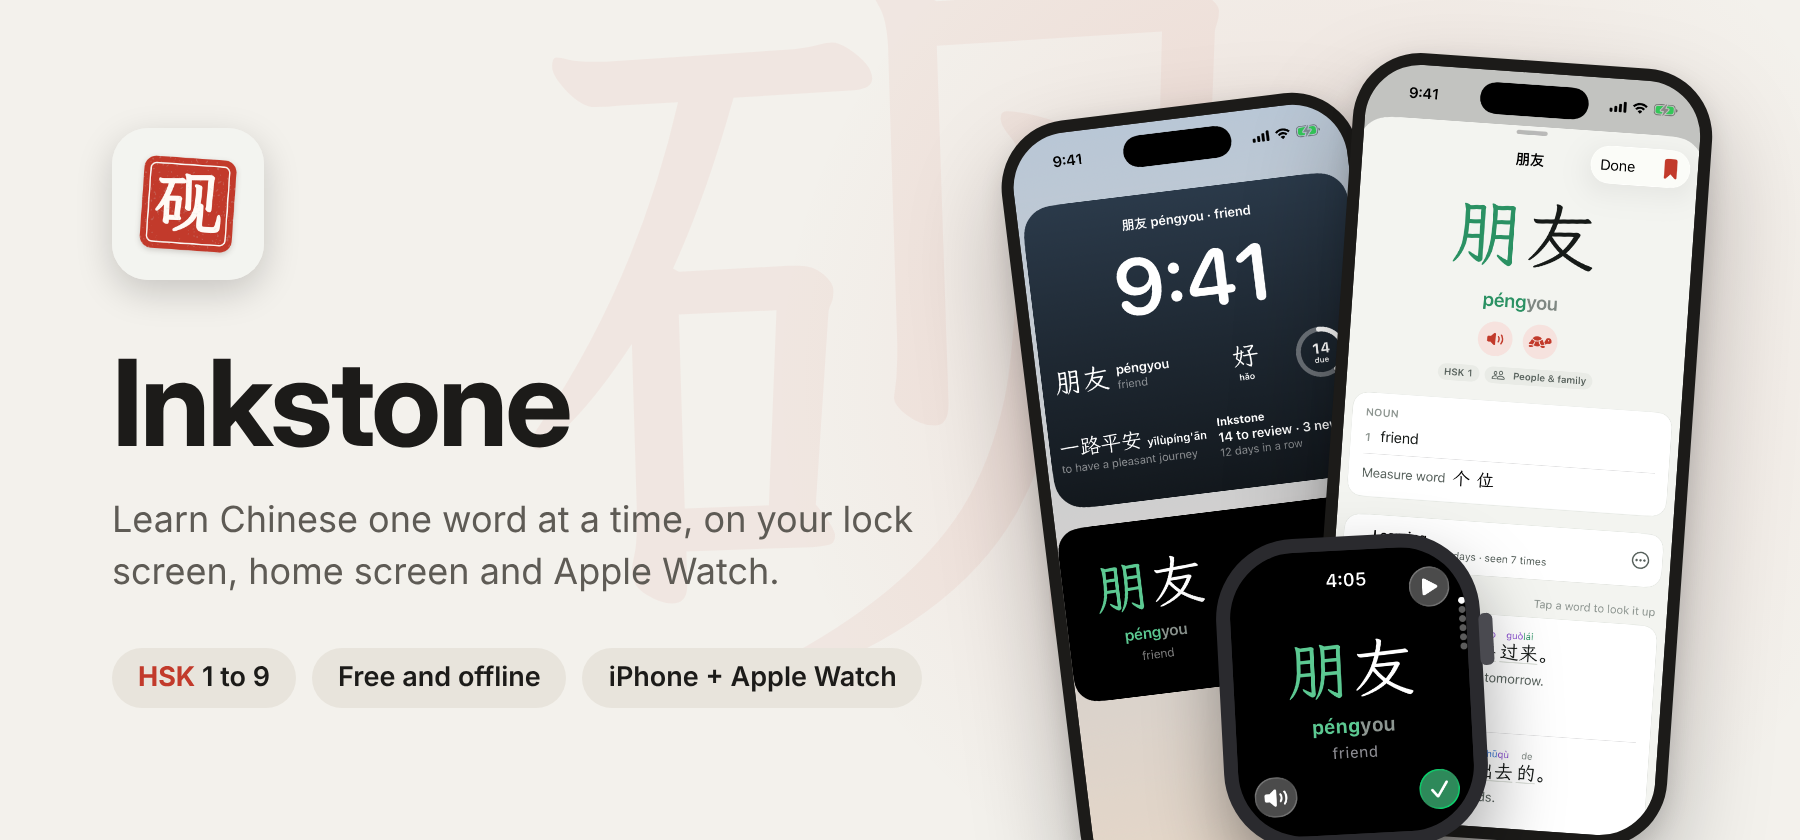 砚
Inkstone
Learn Chinese one word at a time, on your lock
screen, home screen and Apple Watch.
HSK 1 to 9
Free and offline
iPhone + Apple Watch
9:41
朋友 péngyou · friend
9:41
朋友 péngyou
friend
好
hǎo
14
due
一路平安 yīlùpíng'ān
to have a pleasant journey
Inkstone
14 to review · 3 new
12 days in a row
朋友
péngyou
friend
9:41
朋友
Done
朋友
péngyou
HSK 1
People & family
NOUN
1 friend
Measure word 个 位
days · seen 7 times
Tap a word to look it up
guòlái
过来。
tomorrow.
de
去的。
4:05
朋友
péngyou
friend